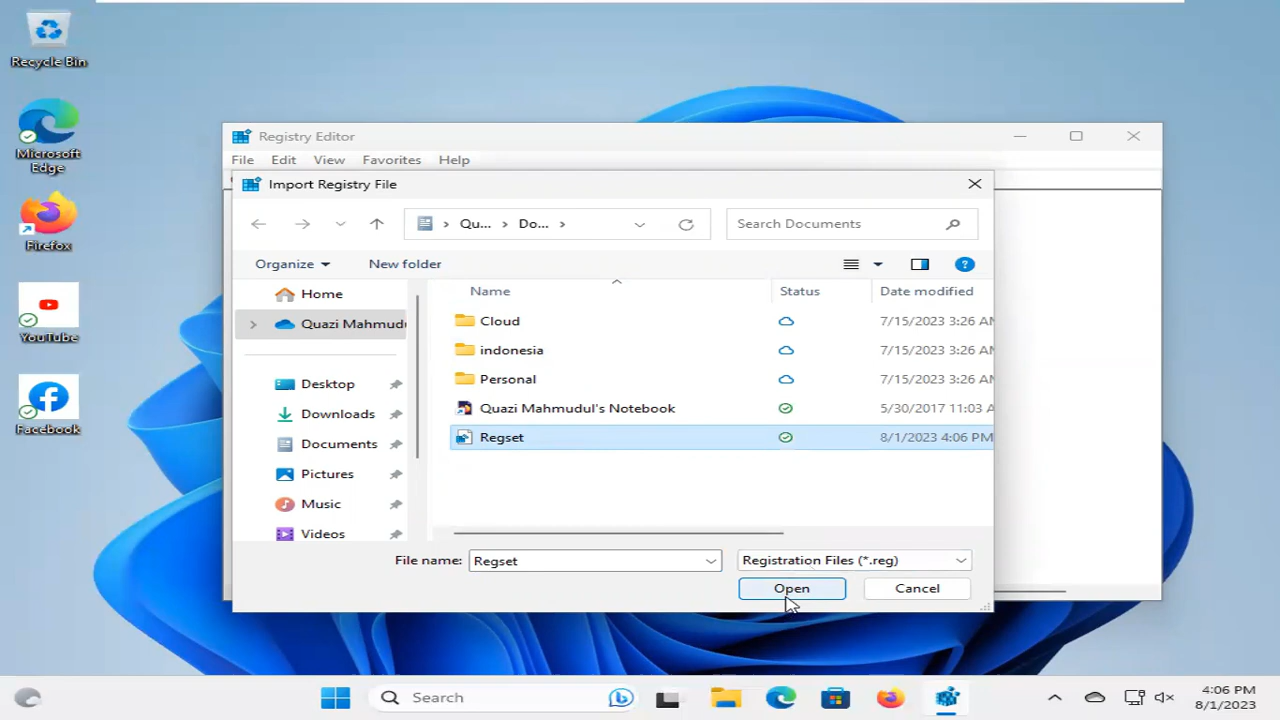 Recycle Bin
Microsoft
Edge
Firefox
YouTube
Facebook
Registry Editor
File Edit View Favorites Help
Import Registry File
Qu... Do...
Search Documents
Organize New folder
Home
Quazi Mahmudu
Desktop
Downloads
Documents
Pictures
Music
Videos
Name Status Date modified
Cloud 7/15/2023 3:26 AM
indonesia 7/15/2023 3:26 AM
Personal 7/15/2023 3:26 AM
Quazi Mahmudul's Notebook 5/30/2017 11:03 A
Regset 8/1/2023 4:06 PM
File name: Regset Registration Files (*.reg)
Open Cancel
Search
4:06 PM
8/1/2023